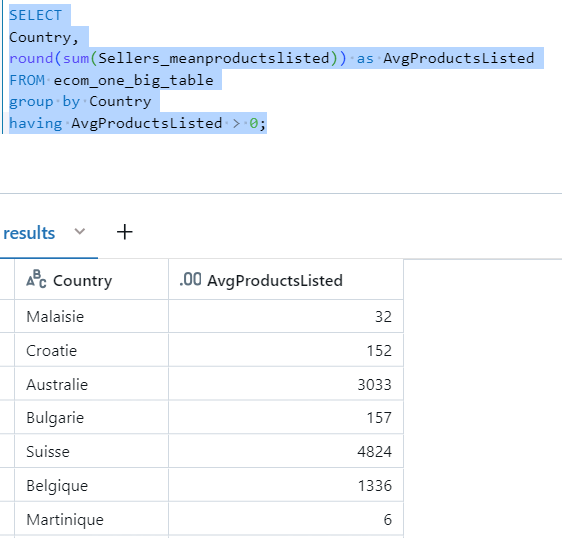 SELECT
Country,
round(sum(Sellers_meanproductslisted)) as AvgProductsListed
FROM ecom_one_big_table
group by Country
having AvgProductsListed > 0;
results +
ABC Country .00 AvgProductsListed
Malaisie 32
Croatie 152
Australie 3033
Bulgarie 157
Suisse 4824
Belgique 1336
Martinique 6